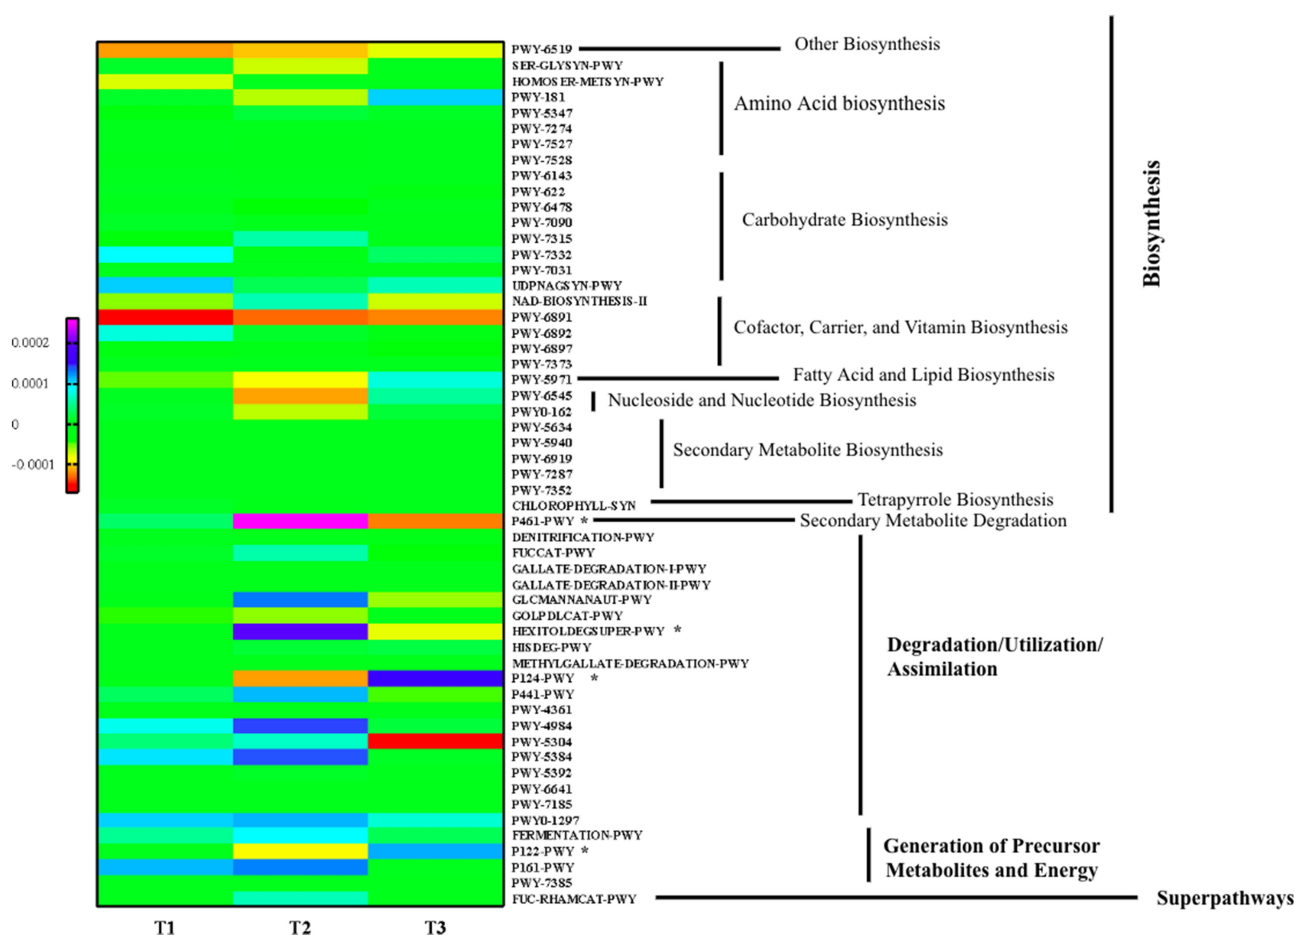 PWY-6519
Other Biosynthesis
SER-GLYSYN-PWY
HOMOSER-METSYN-PWY
PWY-181
PWY-5347
PWY-7274
PWY-7527
PWY-7528
Amino Acid biosynthesis
PWY-6143
PWY-622
PWY-6478
PWY-7090
PWY-7315
PWY-7332
PWY-7031
UDPNAGSYN-PWY
Carbohydrate Biosynthesis
NAD-BIOSYNTHESIS-II
PWY-6891
PWY-6892
PWY-6897
PWY-7373
Cofactor, Carrier, and Vitamin Biosynthesis
PWY-5971
Fatty Acid and Lipid Biosynthesis
PWY-6545
PWY0-162
Nucleoside and Nucleotide Biosynthesis
PWY-5634
PWY-5940
PWY-6919
PWY-7287
PWY-7352
Secondary Metabolite Biosynthesis
CHLOROPHYLL-SYN
Tetrapyrrole Biosynthesis
Biosynthesis
P461-PWY *
Secondary Metabolite Degradation
DENITRIFICATION-PWY
FUCCAT-PWY
GALLATE-DEGRADATION-I-PWY
GALLATE-DEGRADATION-II-PWY
GLCMANNANAUT-PWY
GOLPDLCAT-PWY
HEXITOLDEGSUPER-PWY *
HISDEG-PWY
METHYLGALLATE-DEGRADATION-PWY
P124-PWY *
P441-PWY
PWY-4361
PWY-4984
PWY-5304
PWY-5384
PWY-5392
PWY-6641
PWY-7185
Degradation/Utilization/
Assimilation
PWY0-1297
FERMENTATION-PWY
P122-PWY *
P161-PWY
PWY-7385
Generation of Precursor
Metabolites and Energy
FUC-RHAMCAT-PWY
Superpathways
0.0002
0.0001
0
-0.0001
T1
T2
T3